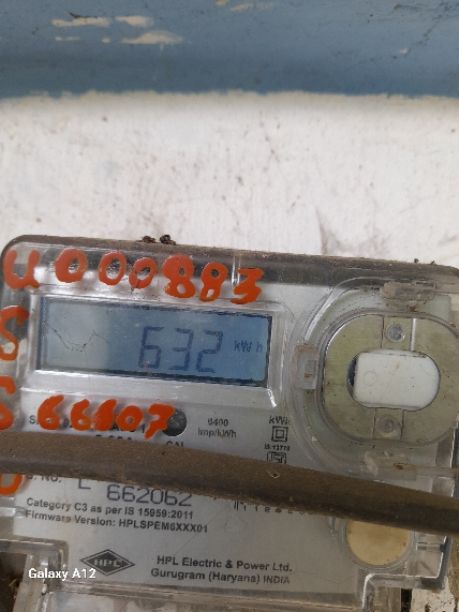 U000883
632 kWh
66107
6400
imp/kWh
kWh
L 662062
Category C3 as per IS 15959:2011
Firmware Version: HPLSPEM6XXX01
HPL
HPL Electric & Power Ltd.
Gurugram (Haryana) INDIA
Galaxy A12